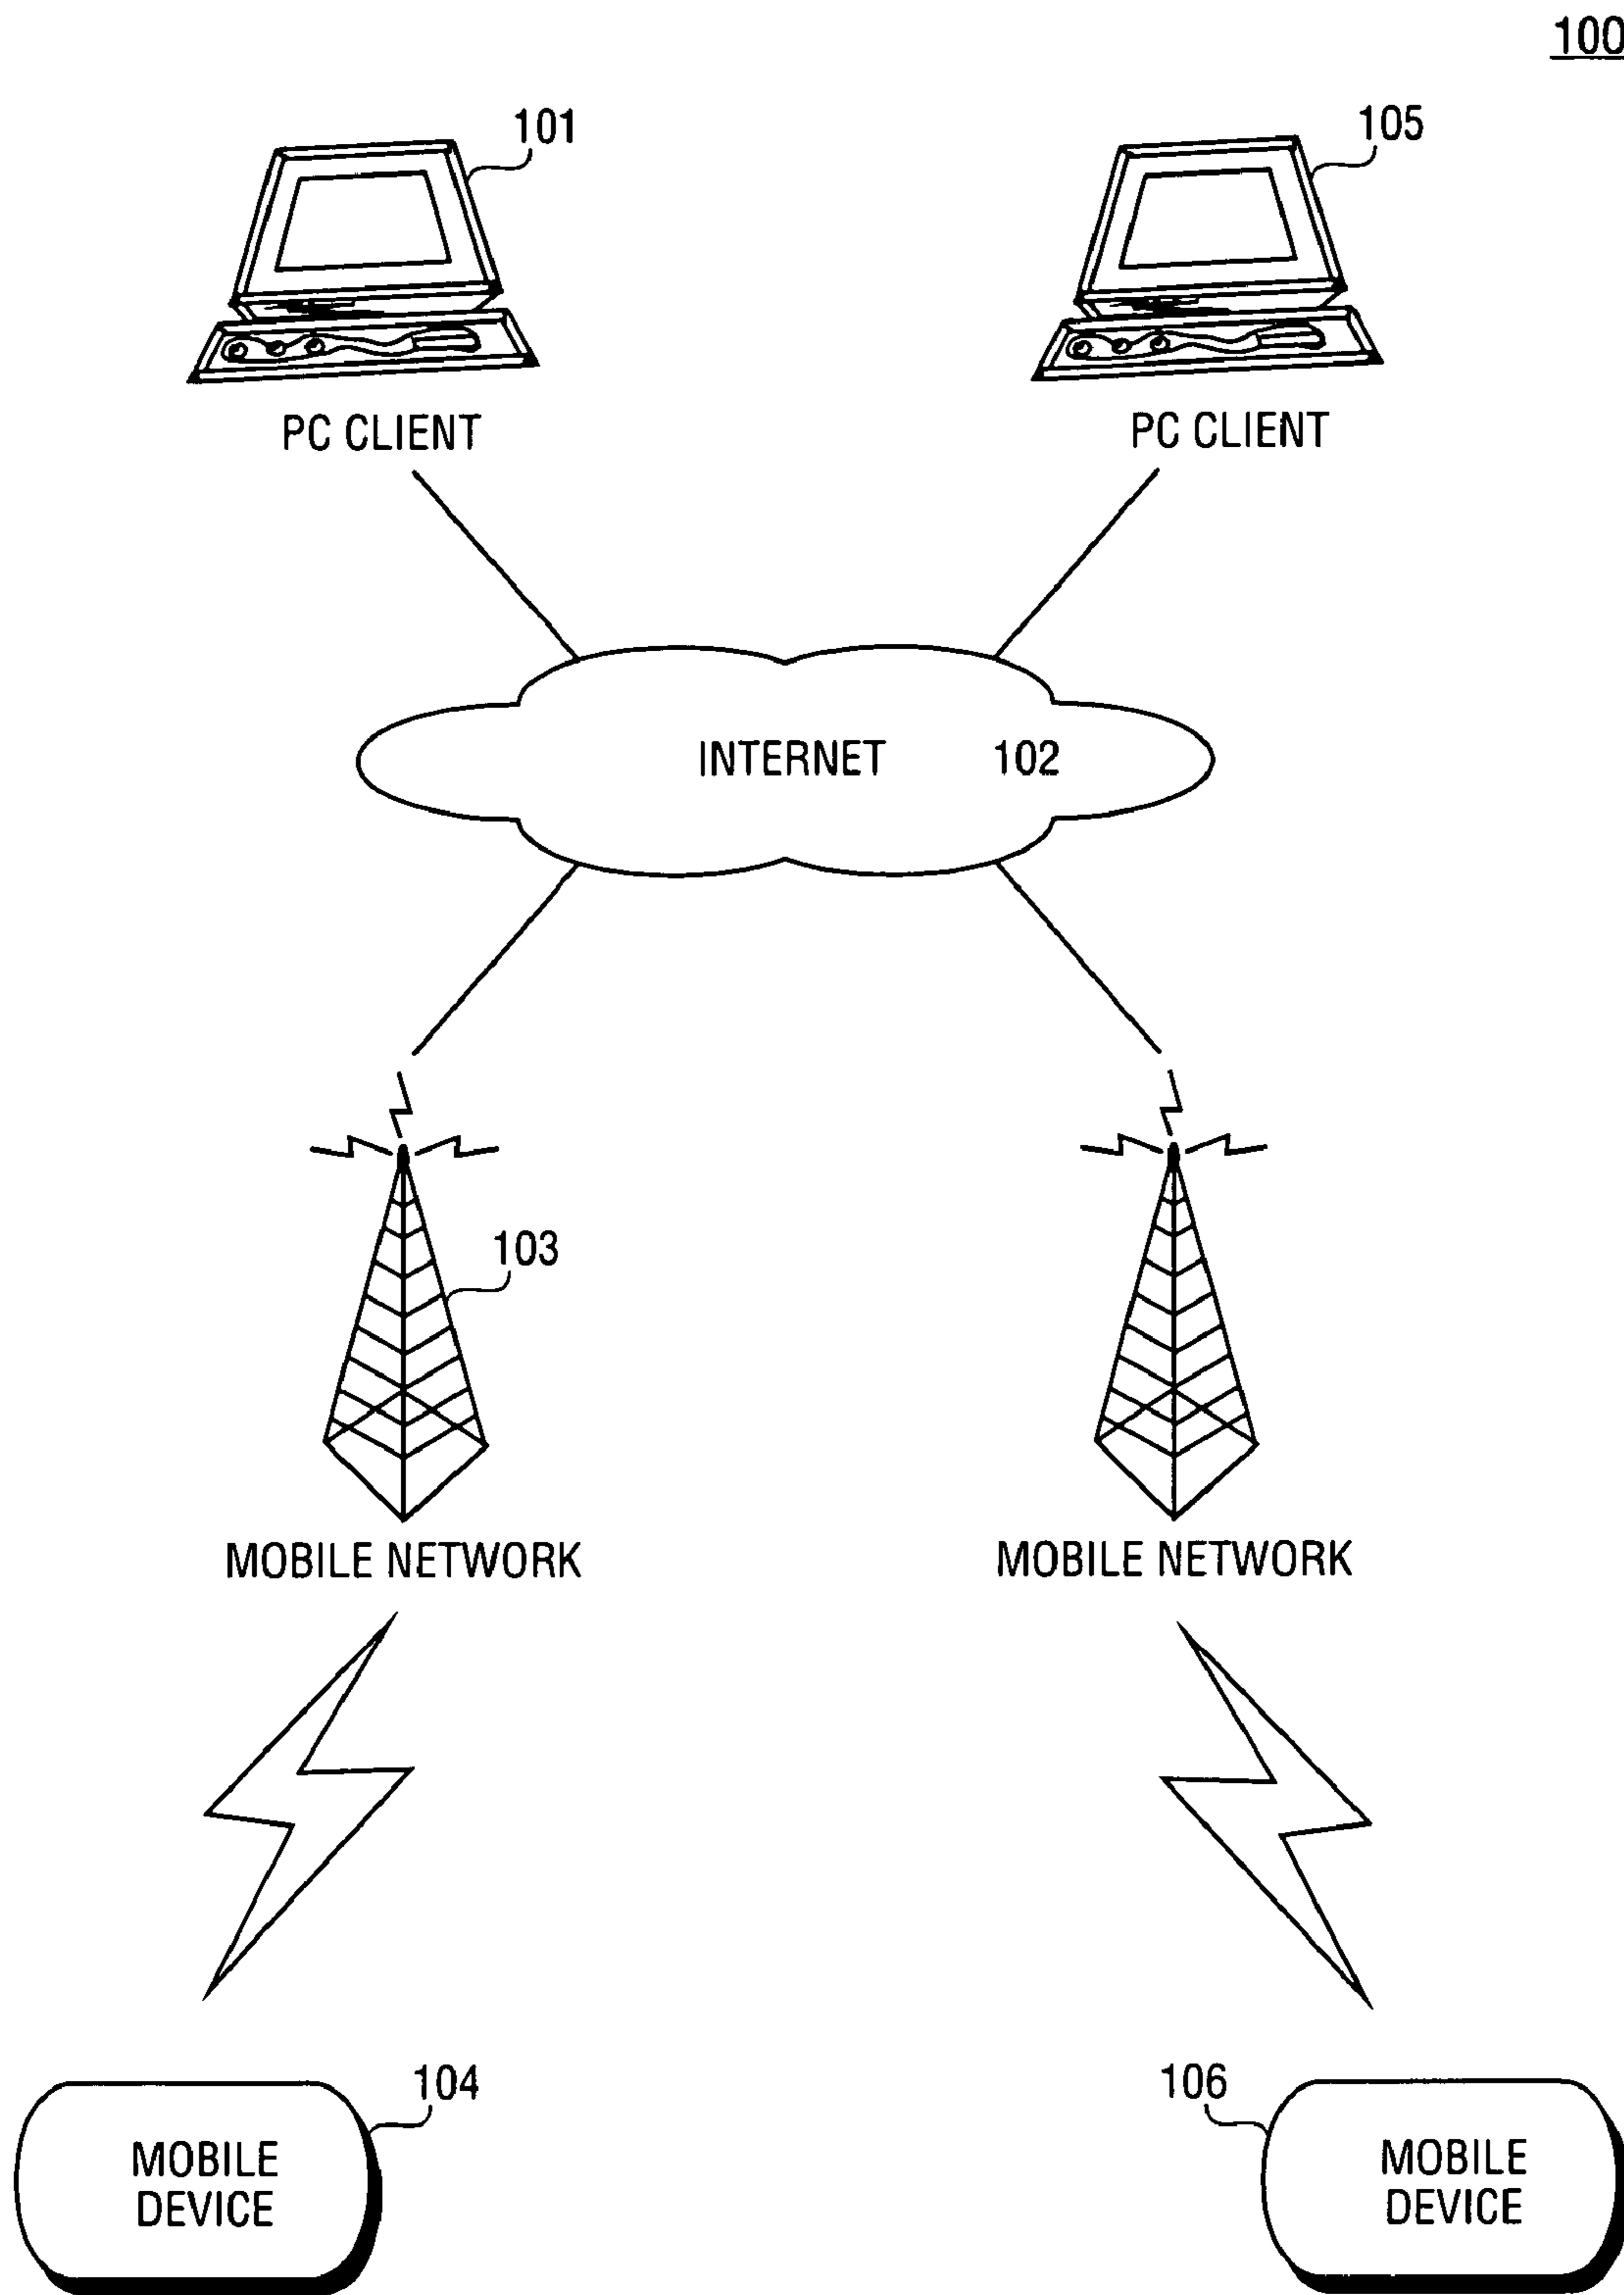 100
101
105
PC CLIENT
PC CLIENT
INTERNET 102
103
MOBILE NETWORK
MOBILE NETWORK
104
106
MOBILE
DEVICE
MOBILE
DEVICE